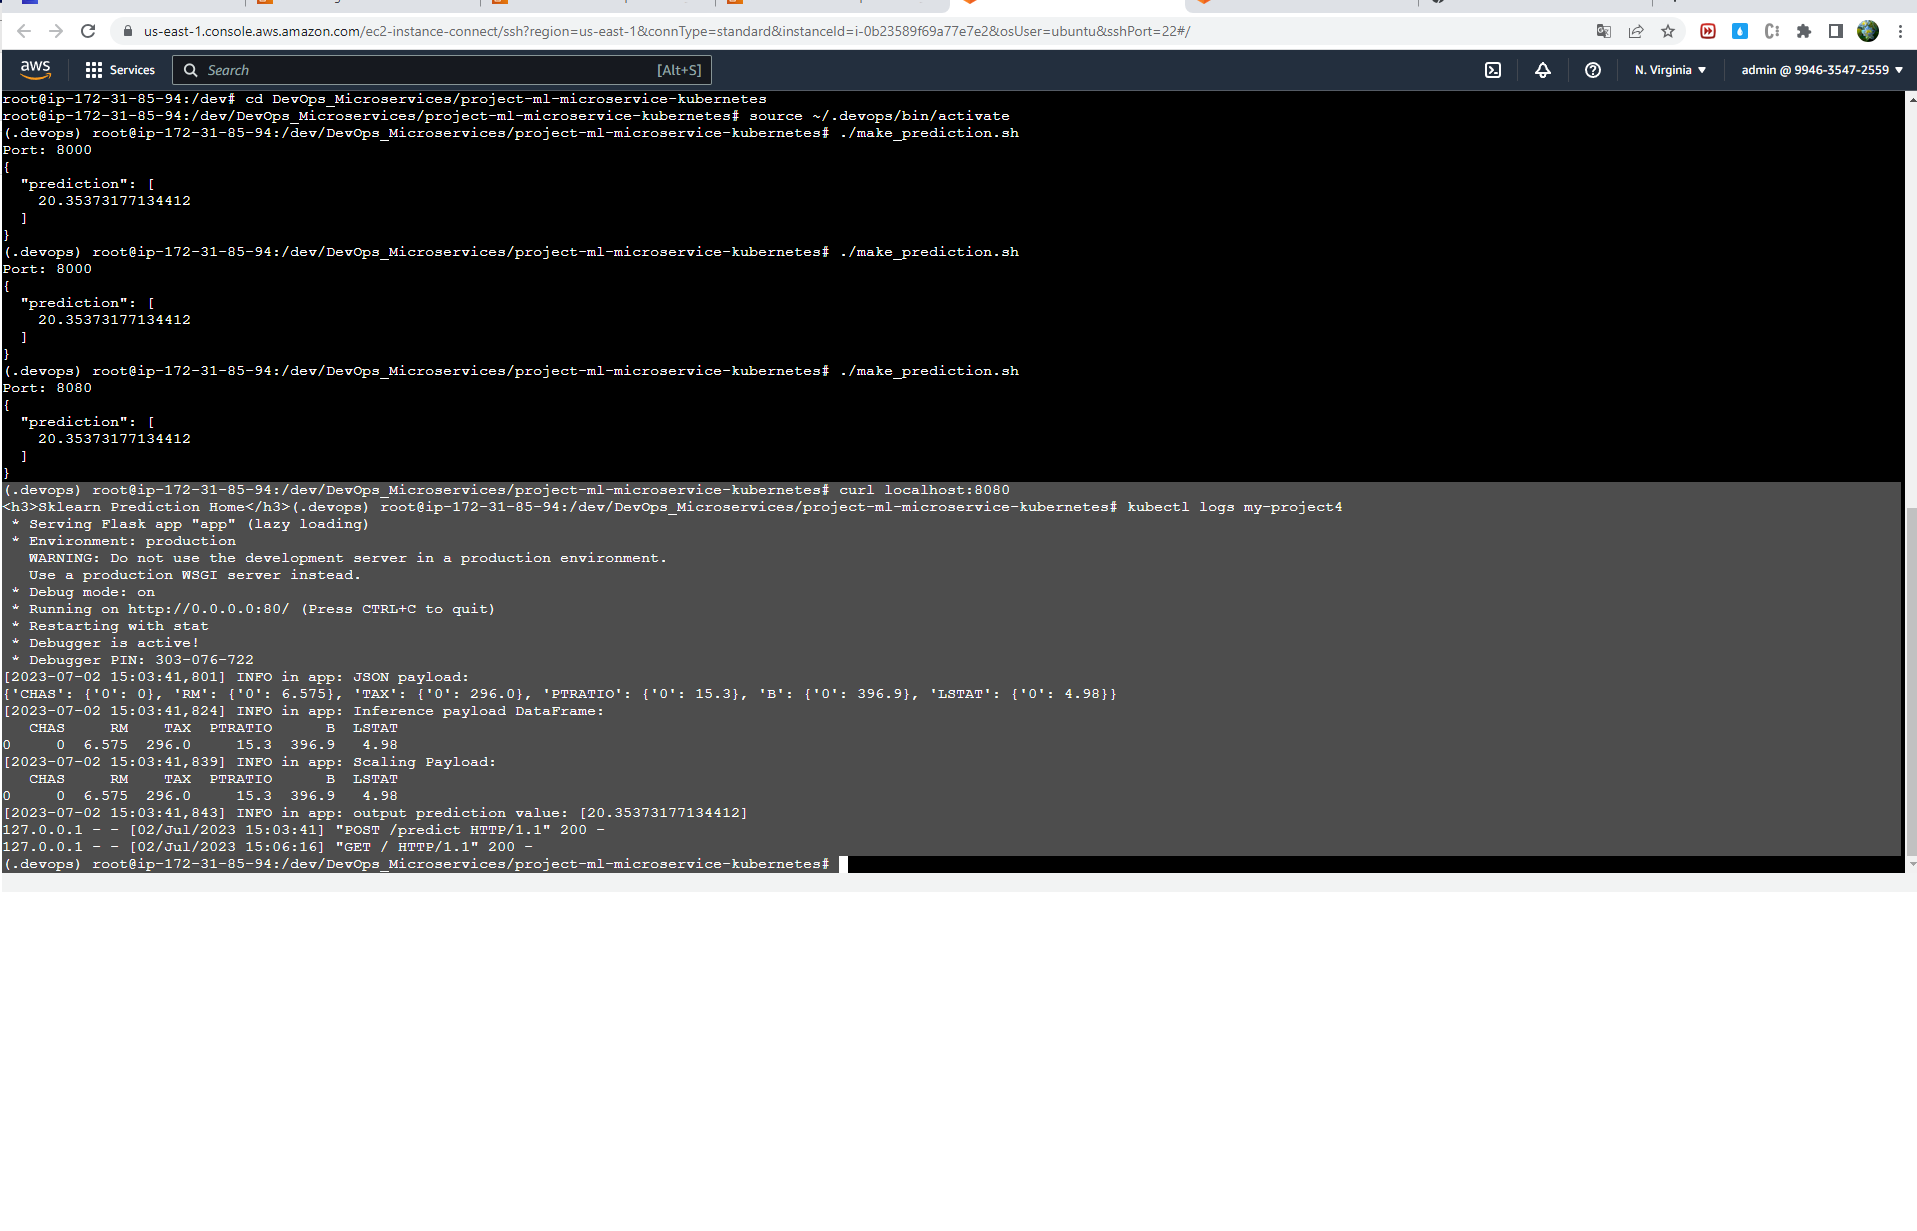 us-east-1.console.aws.amazon.com/ec2-instance-connect/ssh?region=us-east-1&connType=standard&instanceId=i-0b23589f69a77e7e2&osUser=ubuntu&sshPort=22#/
aws Services Search [Alt+S] N. Virginia admin @ 9946-3547-2559
root@ip-172-31-85-94:/dev# cd DevOps_Microservices/project-ml-microservice-kubernetes
root@ip-172-31-85-94:/dev/DevOps_Microservices/project-ml-microservice-kubernetes# source ~/.devops/bin/activate
(.devops) root@ip-172-31-85-94:/dev/DevOps_Microservices/project-ml-microservice-kubernetes# ./make_prediction.sh
Port: 8000
{
  "prediction": [
    20.35373177134412
  ]
}
(.devops) root@ip-172-31-85-94:/dev/DevOps_Microservices/project-ml-microservice-kubernetes# ./make_prediction.sh
Port: 8000
{
  "prediction": [
    20.35373177134412
  ]
}
(.devops) root@ip-172-31-85-94:/dev/DevOps_Microservices/project-ml-microservice-kubernetes# ./make_prediction.sh
Port: 8080
{
  "prediction": [
    20.35373177134412
  ]
}
(.devops) root@ip-172-31-85-94:/dev/DevOps_Microservices/project-ml-microservice-kubernetes# curl localhost:8080
<h3>Sklearn Prediction Home</h3>(.devops) root@ip-172-31-85-94:/dev/DevOps_Microservices/project-ml-microservice-kubernetes# kubectl logs my-project4
 * Serving Flask app "app" (lazy loading)
 * Environment: production
   WARNING: Do not use the development server in a production environment.
   Use a production WSGI server instead.
 * Debug mode: on
 * Running on http://0.0.0.0:80/ (Press CTRL+C to quit)
 * Restarting with stat
 * Debugger is active!
 * Debugger PIN: 303-076-722
[2023-07-02 15:03:41,801] INFO in app: JSON payload:
{'CHAS': {'0': 0}, 'RM': {'0': 6.575}, 'TAX': {'0': 296.0}, 'PTRATIO': {'0': 15.3}, 'B': {'0': 396.9}, 'LSTAT': {'0': 4.98}}
[2023-07-02 15:03:41,824] INFO in app: Inference payload DataFrame:
   CHAS     RM    TAX  PTRATIO      B  LSTAT
0     0  6.575  296.0     15.3  396.9   4.98
[2023-07-02 15:03:41,839] INFO in app: Scaling Payload:
   CHAS     RM    TAX  PTRATIO      B  LSTAT
0     0  6.575  296.0     15.3  396.9   4.98
[2023-07-02 15:03:41,843] INFO in app: output prediction value: [20.35373177134412]
127.0.0.1 - - [02/Jul/2023 15:03:41] "POST /predict HTTP/1.1" 200 -
127.0.0.1 - - [02/Jul/2023 15:06:16] "GET / HTTP/1.1" 200 -
(.devops) root@ip-172-31-85-94:/dev/DevOps_Microservices/project-ml-microservice-kubernetes#